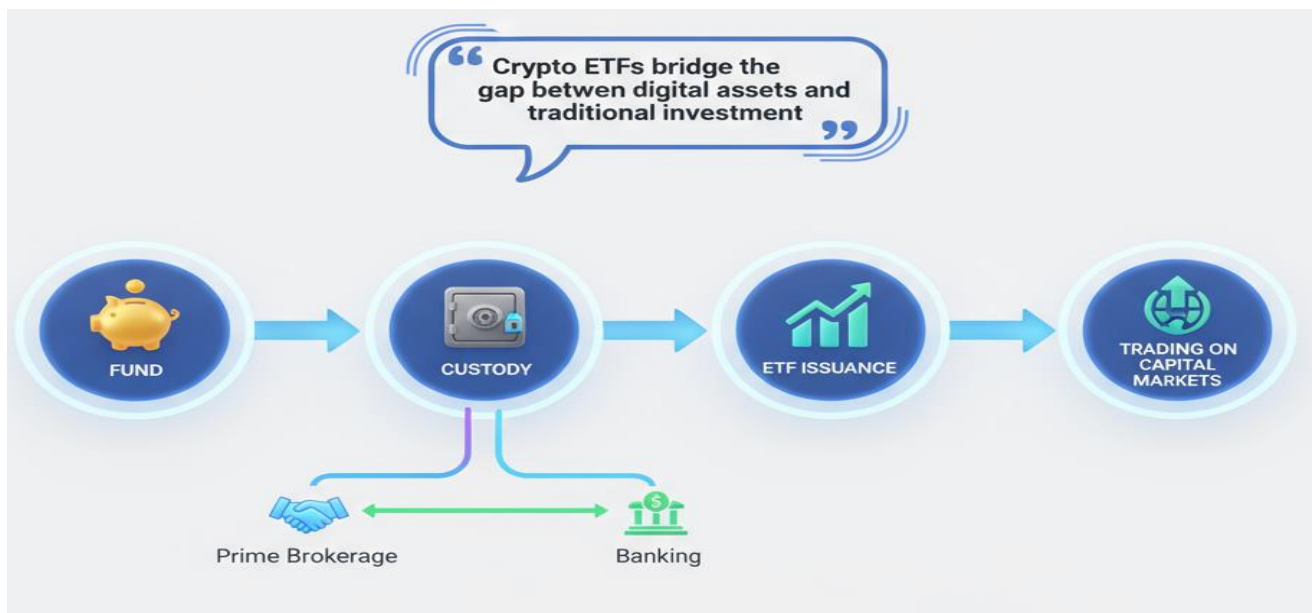 “ Crypto ETFs bridge the
gap betwen digital assets and
traditional investment ”
FUND
CUSTODY
ETF ISSUANCE
TRADING ON
CAPITAL
MARKETS
$
Prime Brokerage
Banking